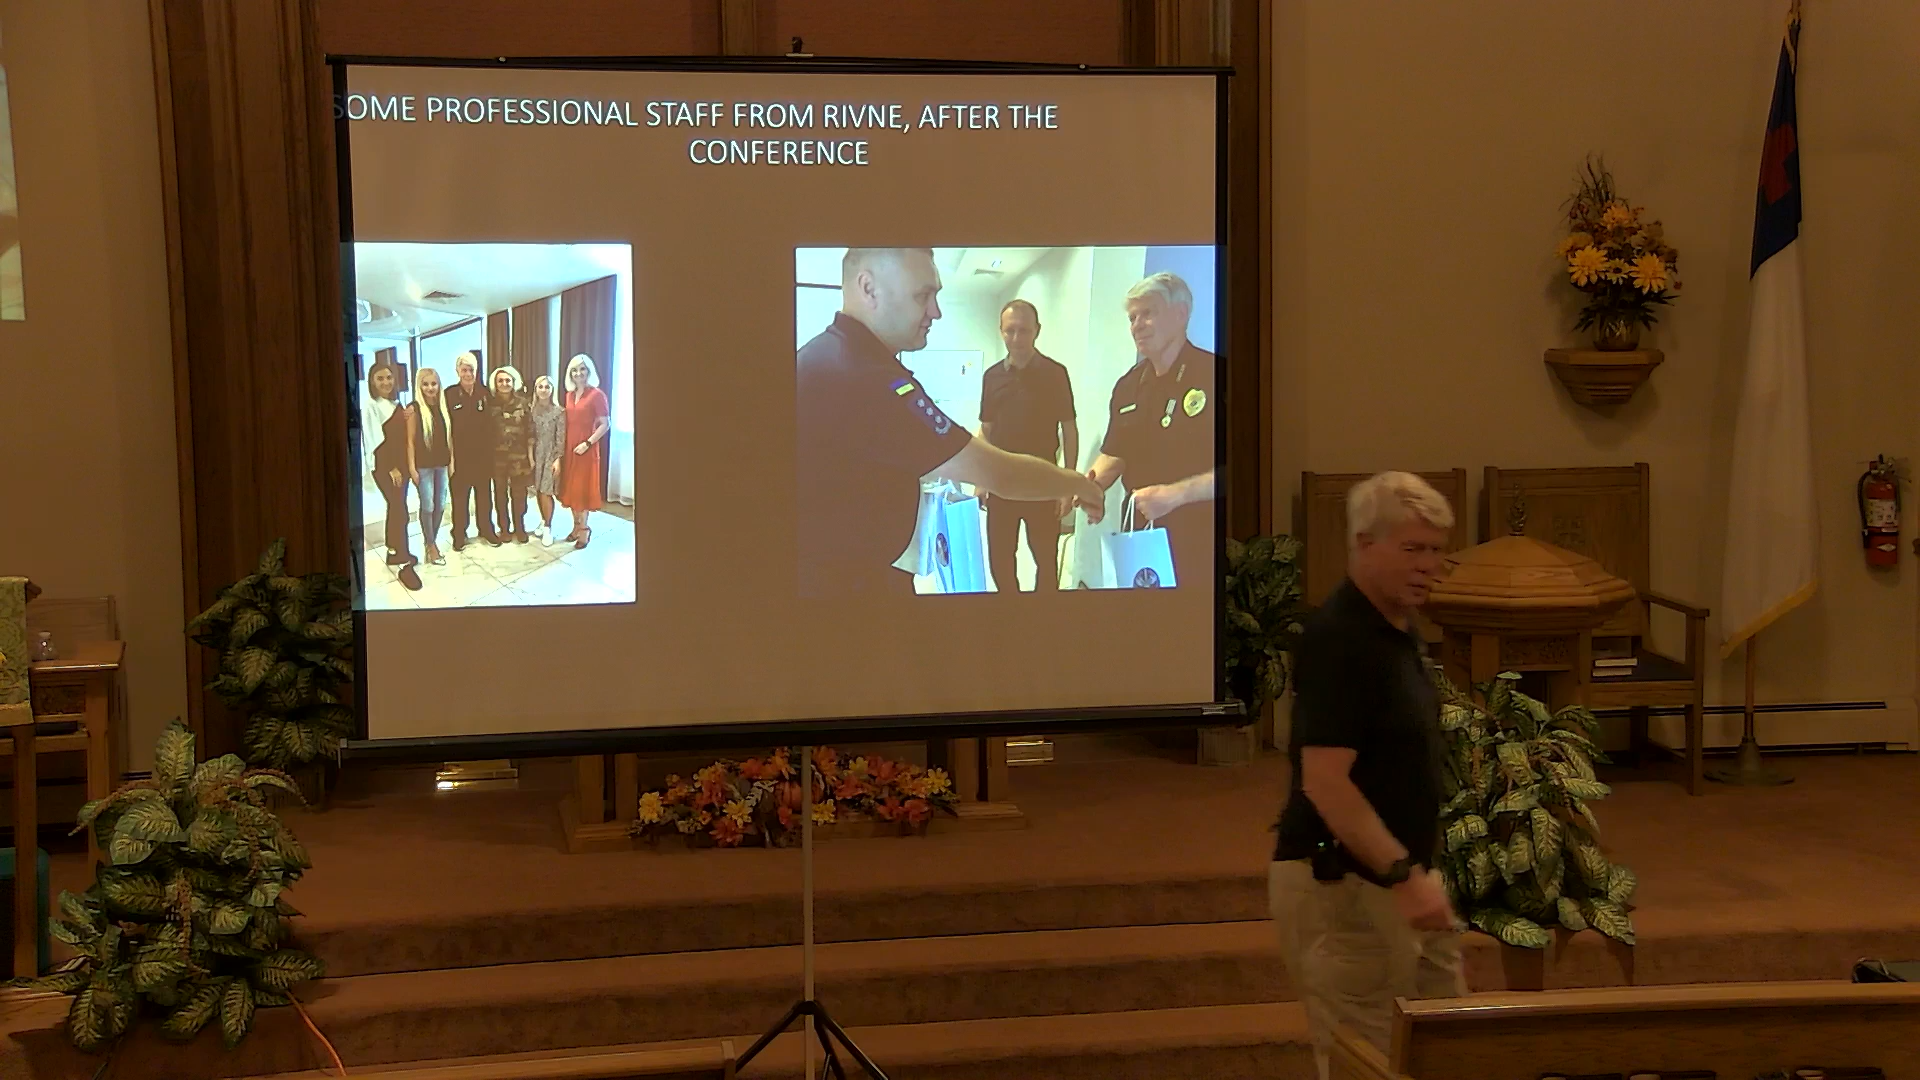 SOME PROFESSIONAL STAFF FROM RIVNE, AFTER THE
CONFERENCE